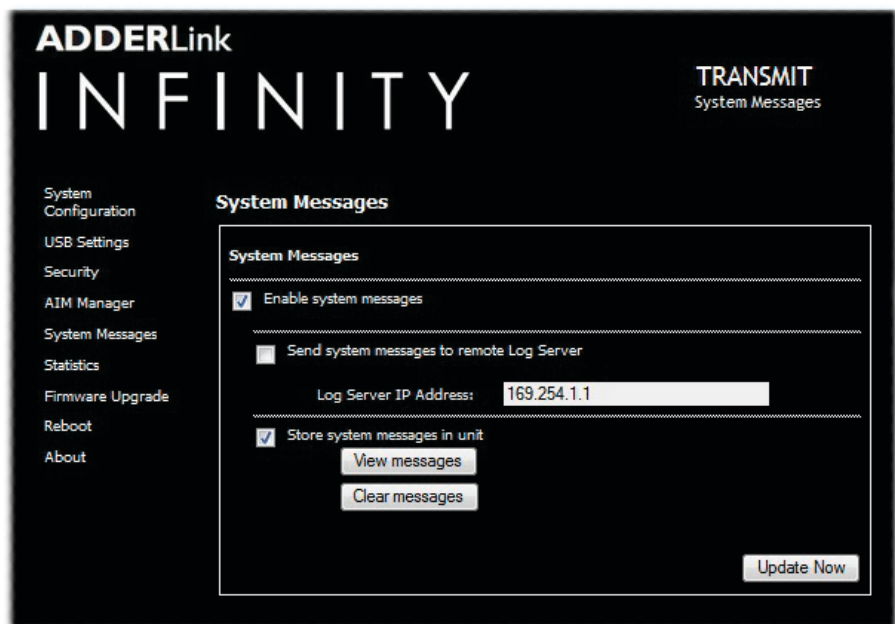 ADDERLink
INFINITY
TRANSMIT
System Messages
System
Configuration
USB Settings
Security
AIM Manager
System Messages
Statistics
Firmware Upgrade
Reboot
About
System Messages
System Messages
Enable system messages
Send system messages to remote Log Server
Log Server IP Address: 169.254.1.1
Store system messages in unit
View messages
Clear messages
Update Now